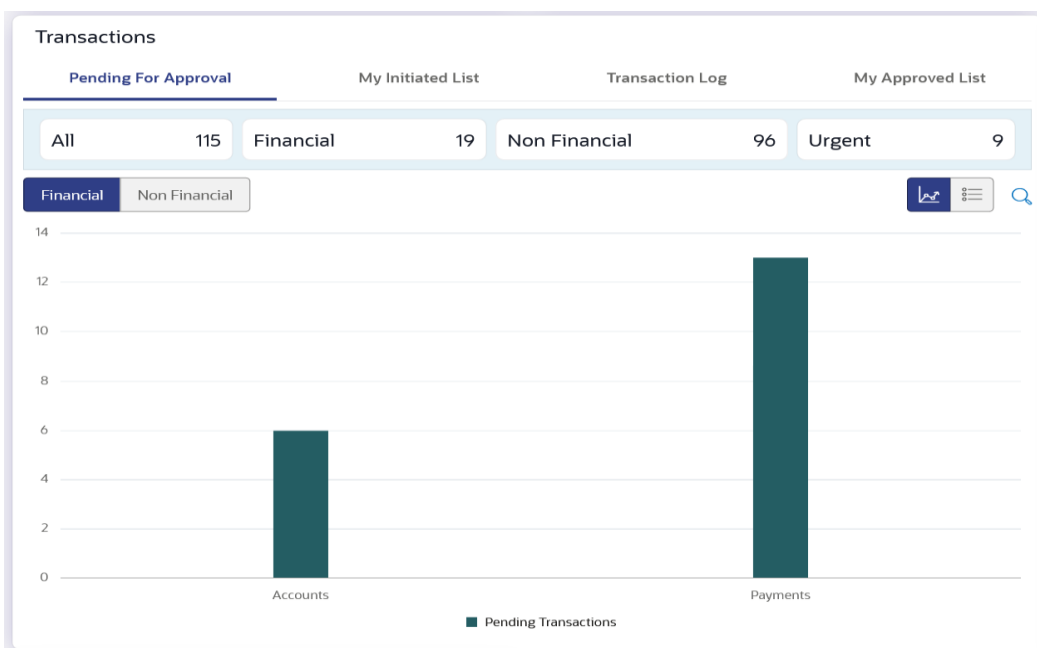 Transactions
Pending For Approval My Initiated List Transaction Log My Approved List
All 115 Financial 19 Non Financial 96 Urgent 9
Financial Non Financial
14
12
10
8
6
4
2
0
Accounts Payments
Pending Transactions